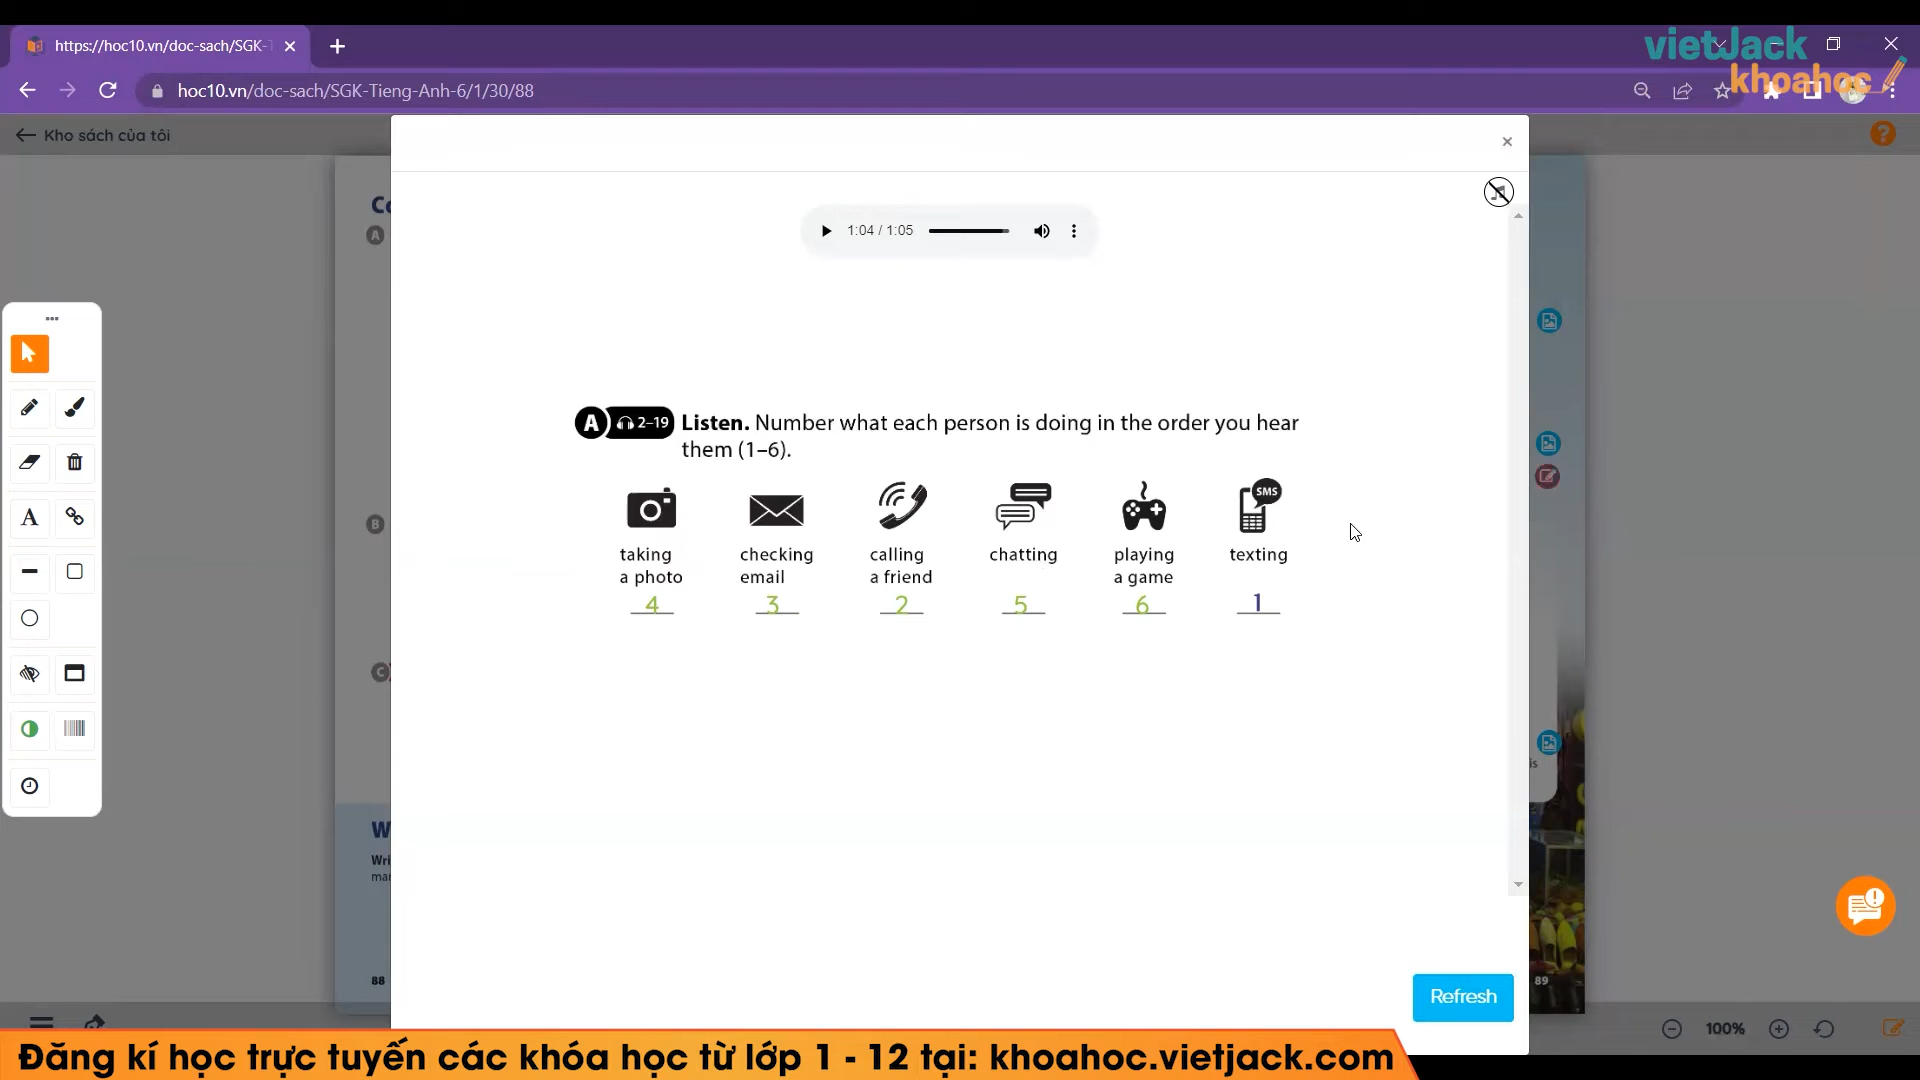 https://hoc10.vn/doc-sach/SGK-T
vietJack
khoahoc
hoc10.vn/doc-sach/SGK-Tieng-Anh-6/1/30/88
Kho sách của tôi
1:04 / 1:05
A 2–19 Listen. Number what each person is doing in the order you hear
them (1–6).
SMS
taking checking calling chatting playing texting
a photo email a friend a game
4 3 2 5 6 1
A
B
C
A
is
Wri
mar
88
89
Refresh
100%
Đăng kí học trực tuyến các khóa học từ lớp 1 - 12 tại: khoahoc.vietjack.com